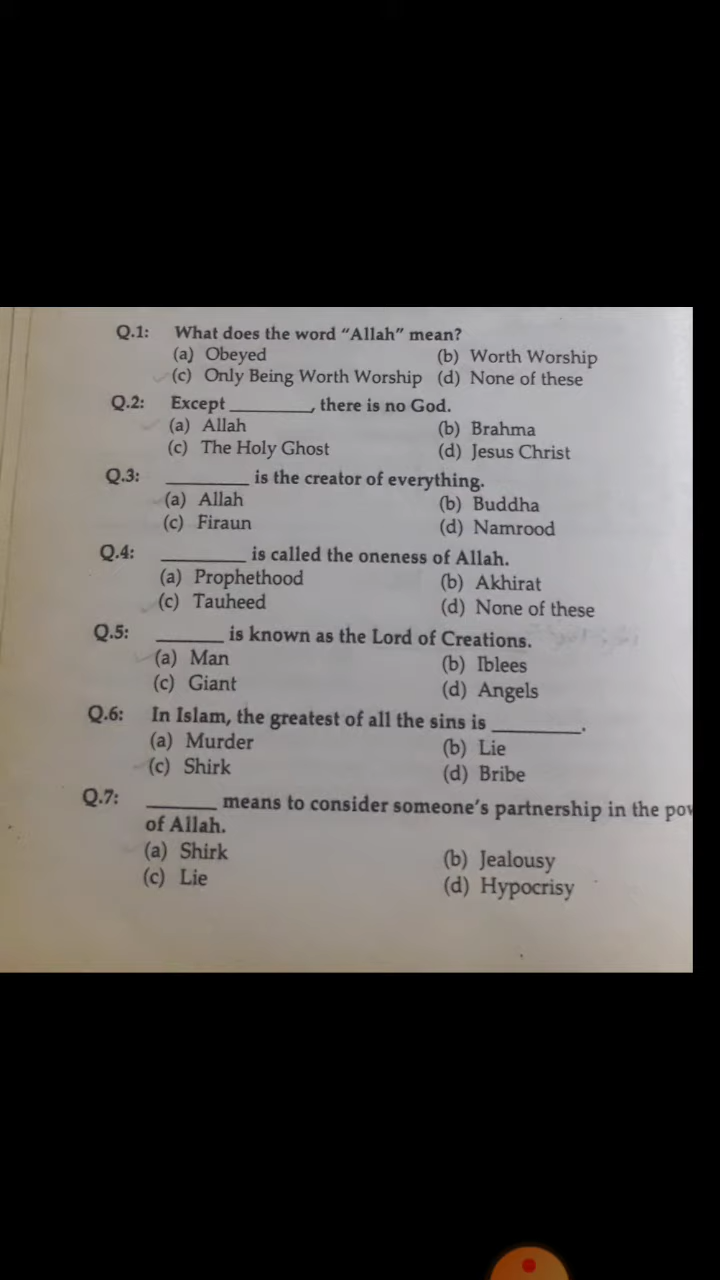 Q.1: What does the word "Allah" mean?
(a) Obeyed (b) Worth Worship
(c) Only Being Worth Worship (d) None of these
Q.2: Except ________, there is no God.
(a) Allah (b) Brahma
(c) The Holy Ghost (d) Jesus Christ
Q.3: ________ is the creator of everything.
(a) Allah (b) Buddha
(c) Firaun (d) Namrood
Q.4: ________ is called the oneness of Allah.
(a) Prophethood (b) Akhirat
(c) Tauheed (d) None of these
Q.5: ______ is known as the Lord of Creations.
(a) Man (b) Iblees
(c) Giant (d) Angels
Q.6: In Islam, the greatest of all the sins is ________.
(a) Murder (b) Lie
(c) Shirk (d) Bribe
Q.7: ______ means to consider someone's partnership in the
of Allah.
(a) Shirk (b) Jealousy
(c) Lie (d) Hypocrisy